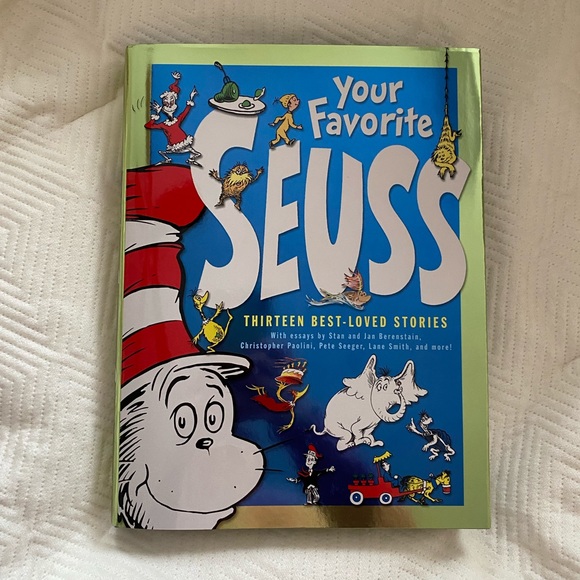 Your
Favorite
SEUSS
THIRTEEN BEST-LOVED STORIES
With essays by Stan and Jan Berenstain,
Christopher Paolini, Pete Seeger, Lane Smith, and more!